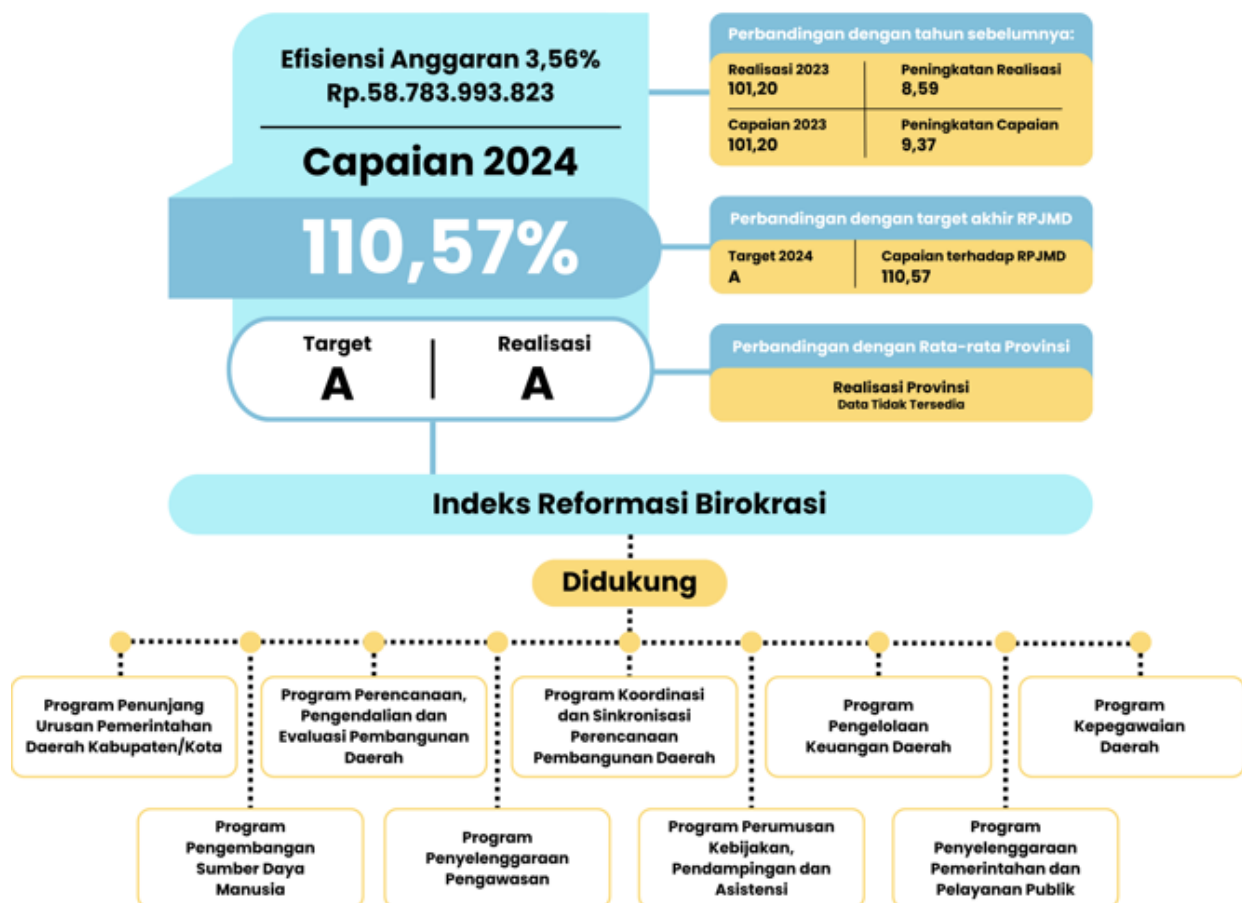 Efisiensi Anggaran 3,56%
Rp.58.783.993.823
Capaian 2024
110,57%
Target
A
Realisasi
A
Perbandingan dengan tahun sebelumnya:
Realisasi 2023
101,20
Peningkatan Realisasi
8,59
Capaian 2023
101,20
Peningkatan Capaian
9,37
Perbandingan dengan target akhir RPJMD
Target 2024
A
Capaian terhadap RPJMD
110,57
Perbandingan dengan Rata-rata Provinsi
Realisasi Provinsi
Data Tidak Tersedia
Indeks Reformasi Birokrasi
Didukung
Program Penunjang
Urusan Pemerintahan
Daerah Kabupaten/Kota
Program Perencanaan,
Pengendalian dan
Evaluasi Pembangunan
Daerah
Program Koordinasi
dan Sinkronisasi
Perencanaan
Pembangunan Daerah
Program
Pengelolaan
Keuangan Daerah
Program
Kepegawaian
Daerah
Program
Pengembangan
Sumber Daya
Manusia
Program
Penyelenggaraan
Pengawasan
Program Perumusan
Kebijakan,
Pendampingan dan
Asistensi
Program
Penyelenggaraan
Pemerintahan dan
Pelayanan Publik